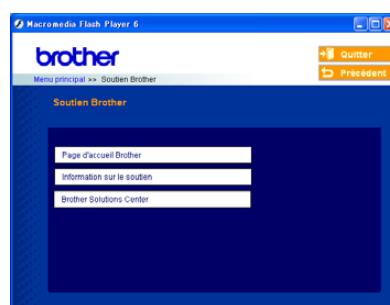 Macromedia Flash Player 6
brother
Quitter
Précédent
Menu principal >> Soutien Brother
Soutien Brother
Page d'accueil Brother
Information sur le soutien
Brother Solutions Center